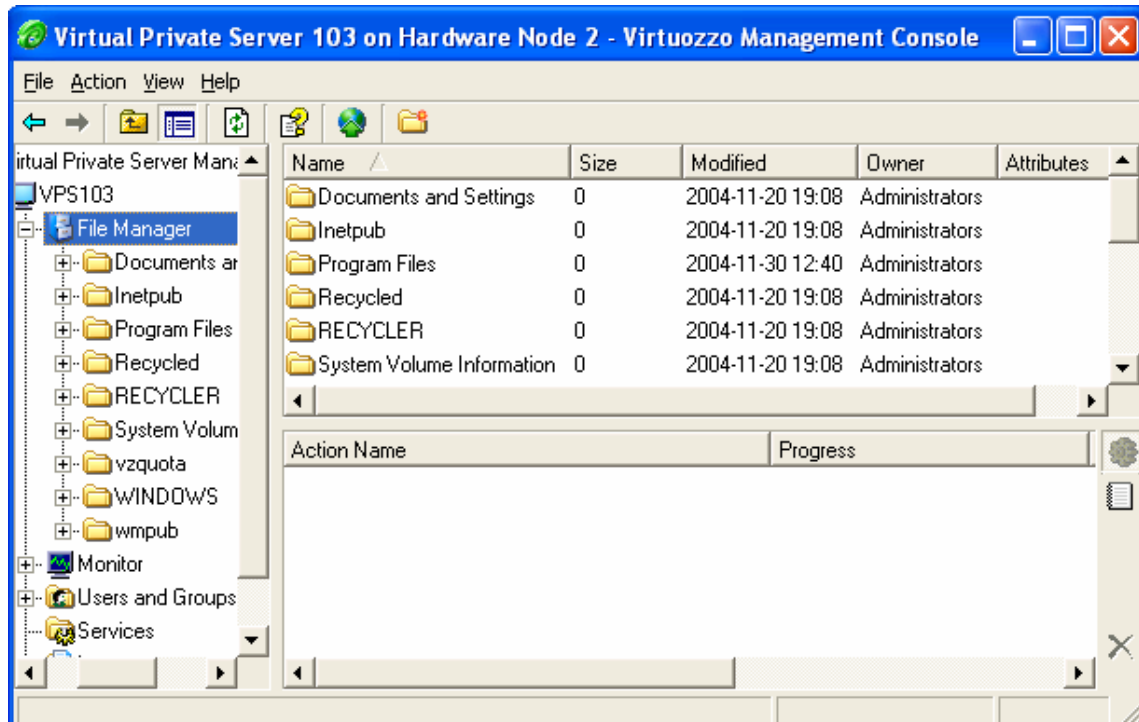 Virtual Private Server 103 on Hardware Node 2 - Virtuozzo Management Console
File Action View Help
irtual Private Server Mana
VPS103
File Manager
Documents ar
Inetpub
Program Files
Recycled
RECYCLER
System Volum
vzquota
WINDOWS
wmpub
Monitor
Users and Groups
Services
Name Size Modified Owner Attributes
Documents and Settings 0 2004-11-20 19:08 Administrators
Inetpub 0 2004-11-20 19:08 Administrators
Program Files 0 2004-11-30 12:40 Administrators
Recycled 0 2004-11-20 19:08 Administrators
RECYCLER 0 2004-11-20 19:08 Administrators
System Volume Information 0 2004-11-20 19:08 Administrators
Action Name Progress